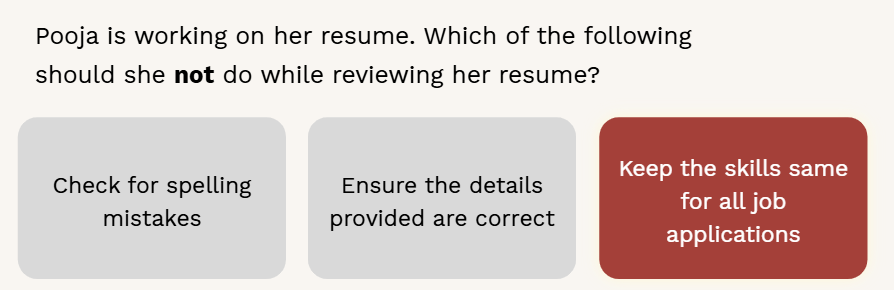 Pooja is working on her resume. Which of the following
should she not do while reviewing her resume?
Check for spelling
mistakes
Ensure the details
provided are correct
Keep the skills same
for all job
applications